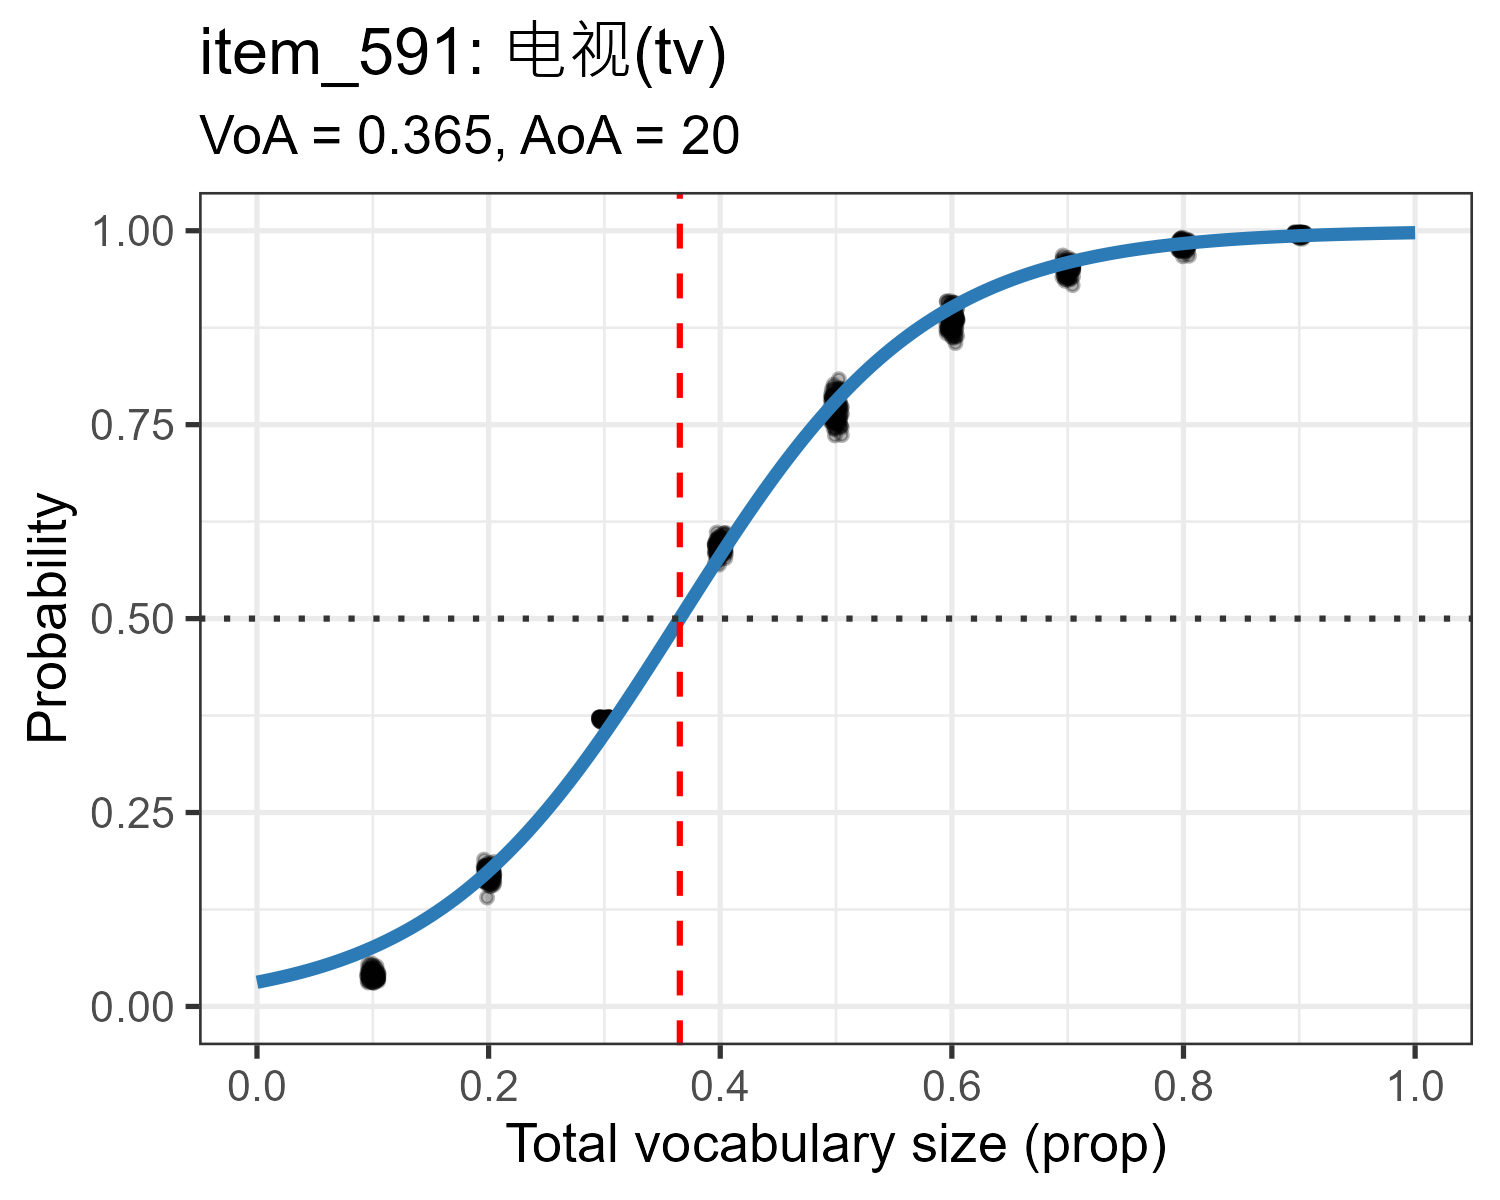 item_591: 电视(tv)
VoA = 0.365, AoA = 20
Probability
1.00
0.75
0.50
0.25
0.00
0.0 0.2 0.4 0.6 0.8 1.0
Total vocabulary size (prop)